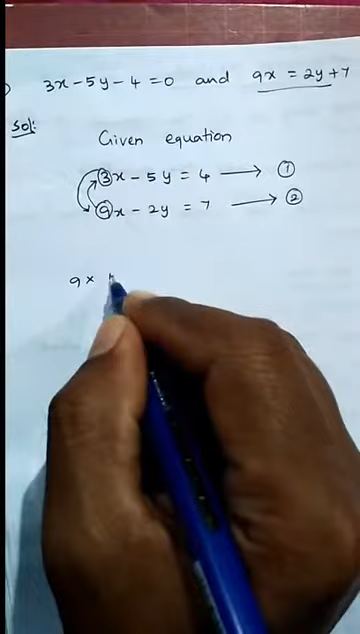 ) 3x - 5y - 4 = 0 and 9x = 2y + 7
Sol:
Given equation
3x - 5y = 4 → ①
9x - 2y = 7 → ②
9 ×